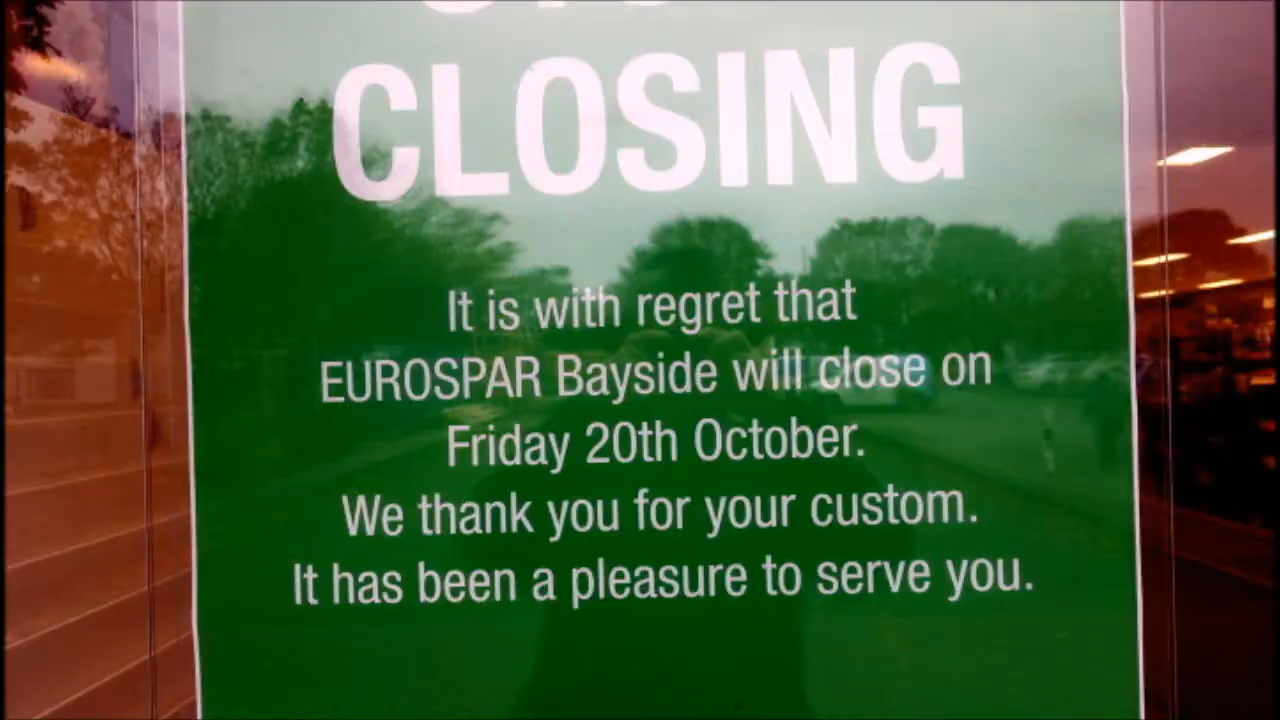 CLOSING
It is with regret that
EUROSPAR Bayside will close on
Friday 20th October.
We thank you for your custom.
It has been a pleasure to serve you.